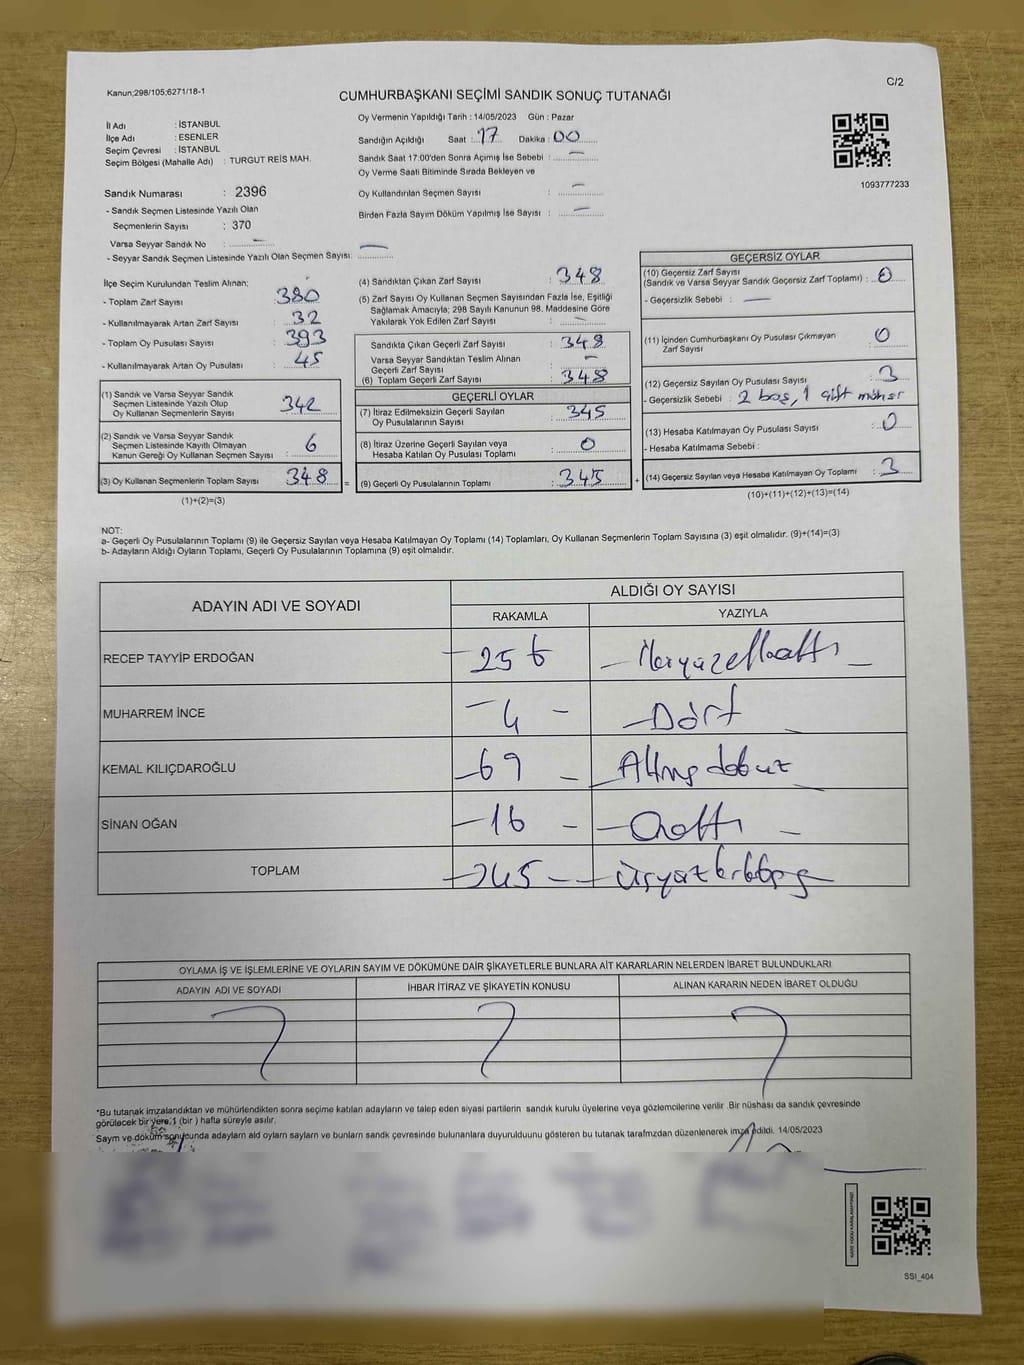 Kanun;298/105;6271/18-1
C/2
CUMHURBAŞKANI SEÇİMİ SANDIK SONUÇ TUTANAĞI
İl Adı : İSTANBUL
İlçe Adı : ESENLER
Seçim Çevresi : İSTANBUL
Seçim Bölgesi (Mahalle Adı) : TURGUT REİS MAH.
Sandık Numarası : 2396
- Sandık Seçmen Listesinde Yazılı Olan
Seçmenlerin Sayısı : 370
Varsa Seyyar Sandık No : –
- Seyyar Sandık Seçmen Listesinde Yazılı Olan Seçmen Sayısı: –
Oy Vermenin Yapıldığı Tarih : 14/05/2023 Gün : Pazar
Sandığın Açıldığı Saat : 17 Dakika : 00
Sandık Saat 17:00'den Sonra Açımış İse Sebebi : –
Oy Verme Saati Bitiminde Sırada Bekleyen ve
Oy Kullandırılan Seçmen Sayısı : –
Birden Fazla Sayım Döküm Yapılmış İse Sayısı : –
1093777233
İlçe Seçim Kurulundan Teslim Alınan;
- Toplam Zarf Sayısı : 380
- Kullanılmayarak Artan Zarf Sayısı : 32
- Toplam Oy Pusulası Sayısı : 393
- Kullanılmayarak Artan Oy Pusulası : 45
(1) Sandık ve Varsa Seyyar Sandık
Seçmen Listesinde Yazılı Olup
Oy Kullanan Seçmenlerin Sayısı : 342
(2) Sandık ve Varsa Seyyar Sandık
Seçmen Listesinde Kayıtlı Olmayan
Kanun Gereği Oy Kullanan Seçmen Sayısı : 6
(3) Oy Kullanan Seçmenlerin Toplam Sayısı : 348
(1)+(2)=(3)
(4) Sandıktan Çıkan Zarf Sayısı : 348
(5) Zarf Sayısı Oy Kullanan Seçmen Sayısından Fazla İse, Eşitliği
Sağlamak Amacıyla; 298 Sayılı Kanunun 98. Maddesine Göre
Yakılarak Yok Edilen Zarf Sayısı : –
Sandıkta Çıkan Geçerli Zarf Sayısı : 348
Varsa Seyyar Sandıktan Teslim Alınan
Geçerli Zarf Sayısı : –
(6) Toplam Geçerli Zarf Sayısı : 348
GEÇERLİ OYLAR
(7) İtiraz Edilmeksizin Geçerli Sayılan
Oy Pusulalarının Sayısı : 345
(8) İtiraz Üzerine Geçerli Sayılan veya
Hesaba Katılan Oy Pusulası Toplamı : 0
= (9) Geçerli Oy Pusulalarının Toplamı : 345
GEÇERSİZ OYLAR
(10) Geçersiz Zarf Sayısı
(Sandık ve Varsa Seyyar Sandık Geçersiz Zarf Toplamı) : 0
- Geçersizlik Sebebi : –
(11) İçinden Cumhurbaşkanı Oy Pusulası Çıkmayan
Zarf Sayısı : 0
(12) Geçersiz Sayılan Oy Pusulası Sayısı : 3
- Geçersizlik Sebebi : 2 boş, 1 çift mühür
(13) Hesaba Katılmayan Oy Pusulası Sayısı : 0
- Hesaba Katılmama Sebebi :
+ (14) Geçersiz Sayılan veya Hesaba Katılmayan Oy Toplamı : 3
(10)+(11)+(12)+(13)=(14)
NOT:
a- Geçerli Oy Pusulalarının Toplamı (9) ile Geçersiz Sayılan veya Hesaba Katılmayan Oy Toplamı (14) Toplamları, Oy Kullanan Seçmenlerin Toplam Sayısına (3) eşit olmalıdır. (9)+(14)=(3)
b- Adayların Aldığı Oyların Toplamı, Geçerli Oy Pusulalarının Toplamına (9) eşit olmalıdır.
ADAYIN ADI VE SOYADI
ALDIĞI OY SAYISI
RAKAMLA YAZIYLA
RECEP TAYYİP ERDOĞAN – 256 – İkiyüzellialtı –
MUHARREM İNCE – 4 – – Dört –
KEMAL KILIÇDAROĞLU – 69 – – Altmışdokuz
SİNAN OĞAN – 16 – – Onaltı –
TOPLAM – 345 – – üçyüzkırkbeş –
OYLAMA İŞ VE İŞLEMLERİNE VE OYLARIN SAYIM VE DÖKÜMÜNE DAİR ŞİKAYETLERLE BUNLARA AİT KARARLARIN NELERDEN İBARET BULUNDUKLARI
ADAYIN ADI VE SOYADI İHBAR İTİRAZ VE ŞİKAYETİN KONUSU ALINAN KARARIN NEDEN İBARET OLDUĞU
*Bu tutanak imzalandıktan ve mühürlendikten sonra seçime katılan adayların ve talep eden siyasi partilerin sandık kurulu üyelerine veya gözlemcilerine verilir .Bir nüshası da sandık çevresinde
görülecek bir yere 1 (bir ) hafta süreyle asılır.
Saym ve döküm sonucunda adaylarn ald oylarn saylarn ve bunlarn sandk çevresinde bulunanlara duyurulduunu gösteren bu tutanak tarafmzdan düzenlenerek imza edildi. 14/05/2023
SSI_404